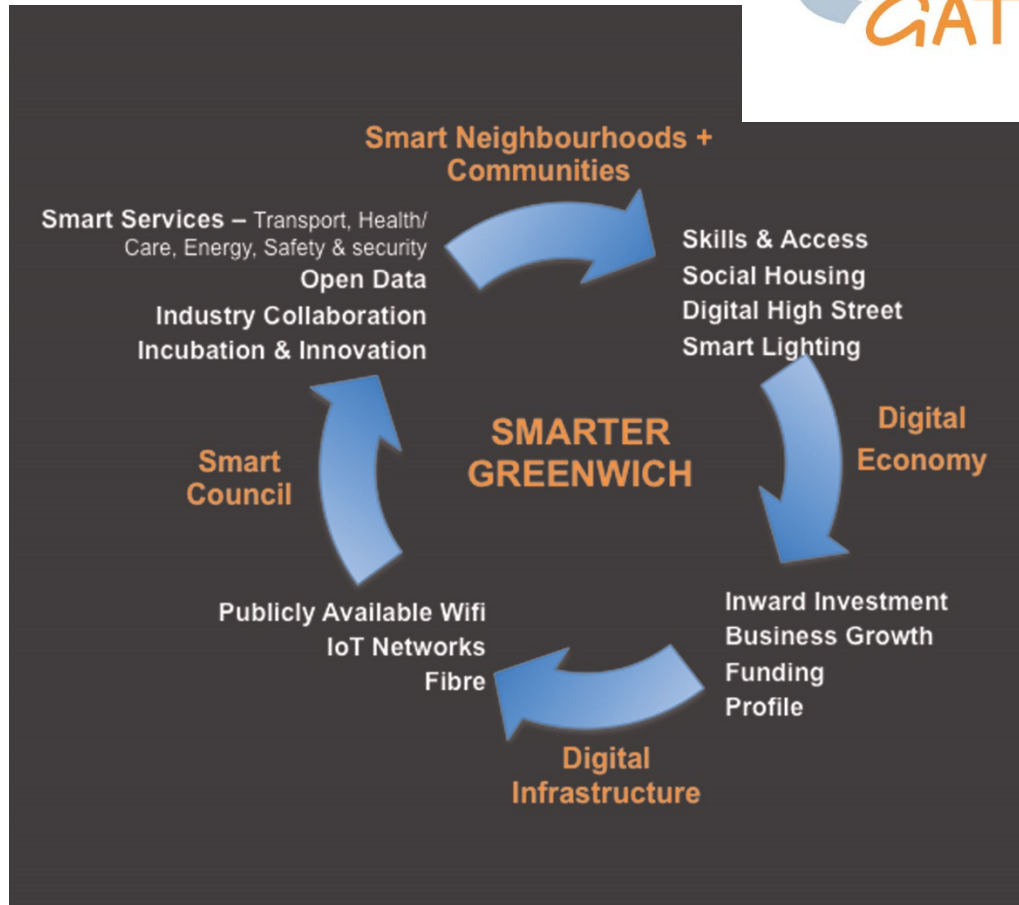 GAT
Smart Neighbourhoods +
Communities
Smart Services – Transport, Health/
Care, Energy, Safety & security
Open Data
Industry Collaboration
Incubation & Innovation
Skills & Access
Social Housing
Digital High Street
Smart Lighting
SMARTER
GREENWICH
Digital
Economy
Smart
Council
Inward Investment
Business Growth
Funding
Profile
Publicly Available Wifi
IoT Networks
Fibre
Digital
Infrastructure